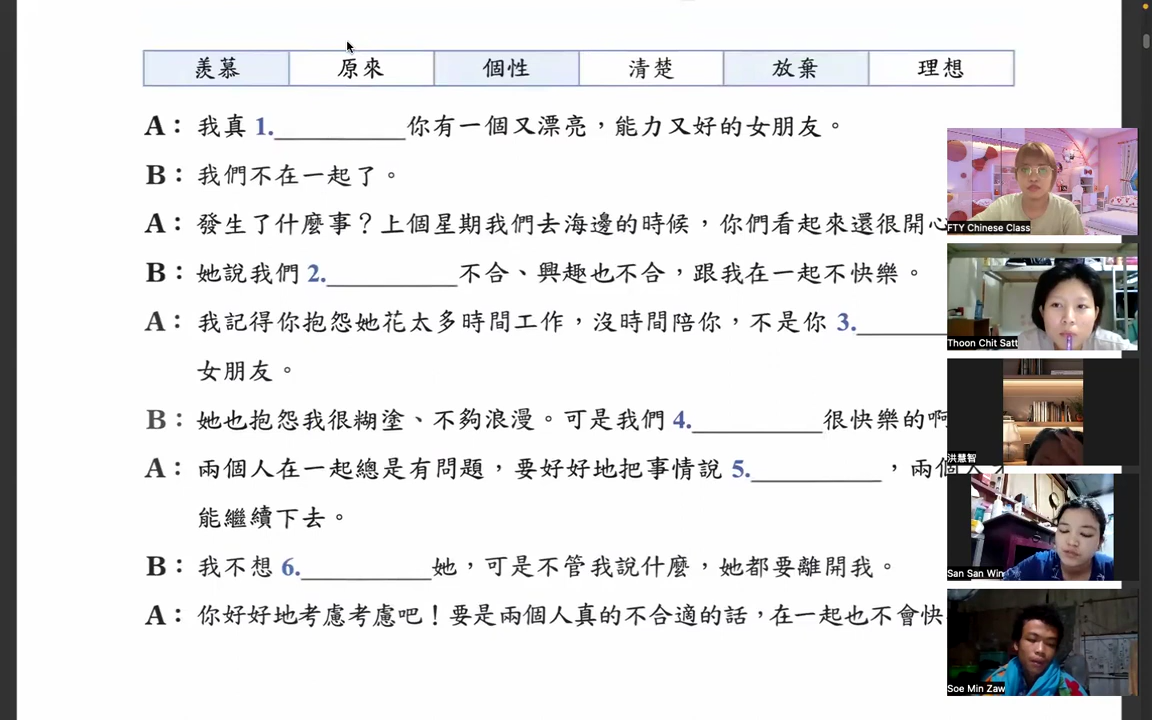 羨慕 原來 個性 清楚 放棄 理想
A：我真 1.__________你有一個又漂亮，能力又好的女朋友。
B：我們不在一起了。
A：發生了什麼事？上個星期我們去海邊的時候，你們看起來還很開心
B：她說我們 2.__________不合、興趣也不合，跟我在一起不快樂。
A：我記得你抱怨她花太多時間工作，沒時間陪你，不是你 3.__________
女朋友。
B：她也抱怨我很糊塗、不夠浪漫。可是我們 4.__________很快樂的啊
A：兩個人在一起總是有問題，要好好地把事情說 5.__________，兩個人才
能繼續下去。
B：我不想 6.__________她，可是不管我說什麼，她都要離開我。
A：你好好地考慮考慮吧！要是兩個人真的不合適的話，在一起也不會快
FTY Chinese Class
Thoon Chit Satt
洪慧智
San San Win
Soe Min Zaw